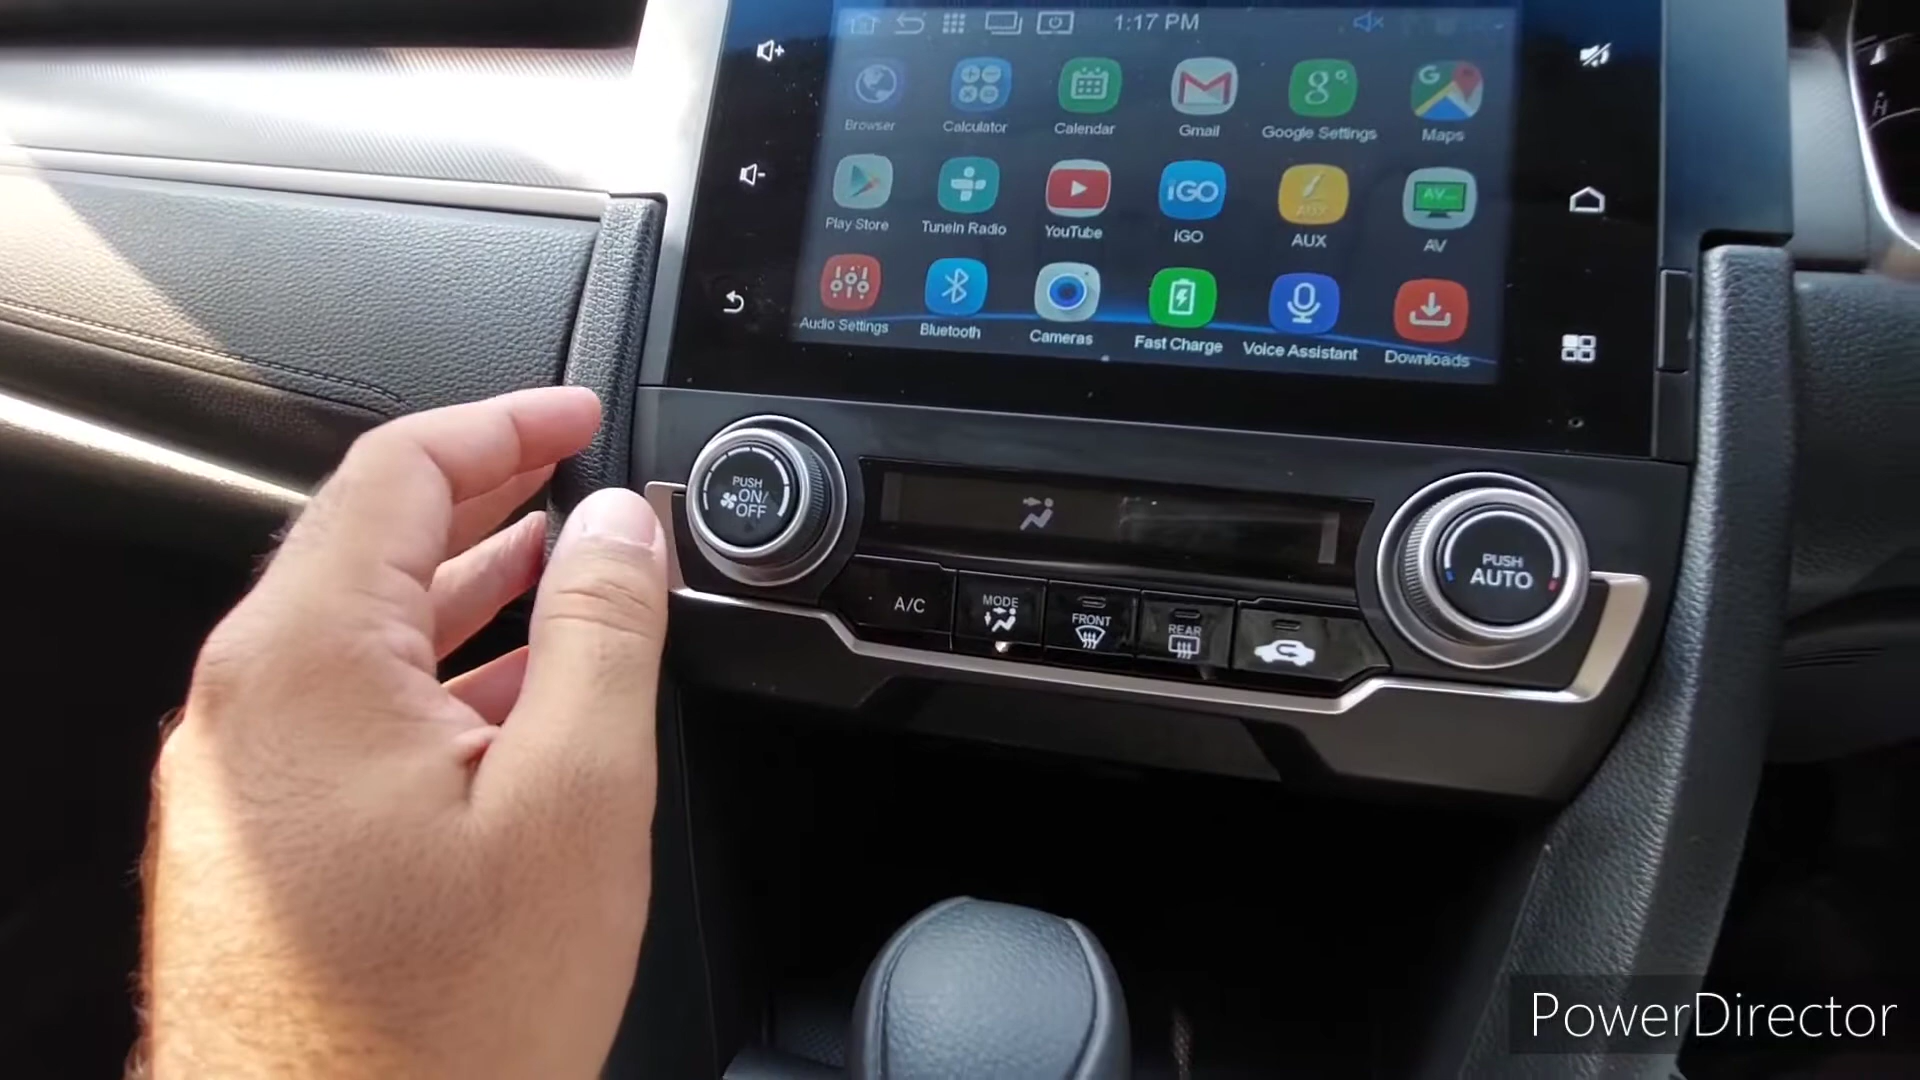 1:17 PM
Browser Calculator Calendar Gmail Google Settings Maps
Play Store TuneIn Radio YouTube iGO AUX AV
Audio Settings Bluetooth Cameras Fast Charge Voice Assistant Downloads
G
g
iGO
AUX
AV...
PUSH
ON/
OFF
PUSH
AUTO
A/C
MODE
FRONT
REAR
PowerDirector